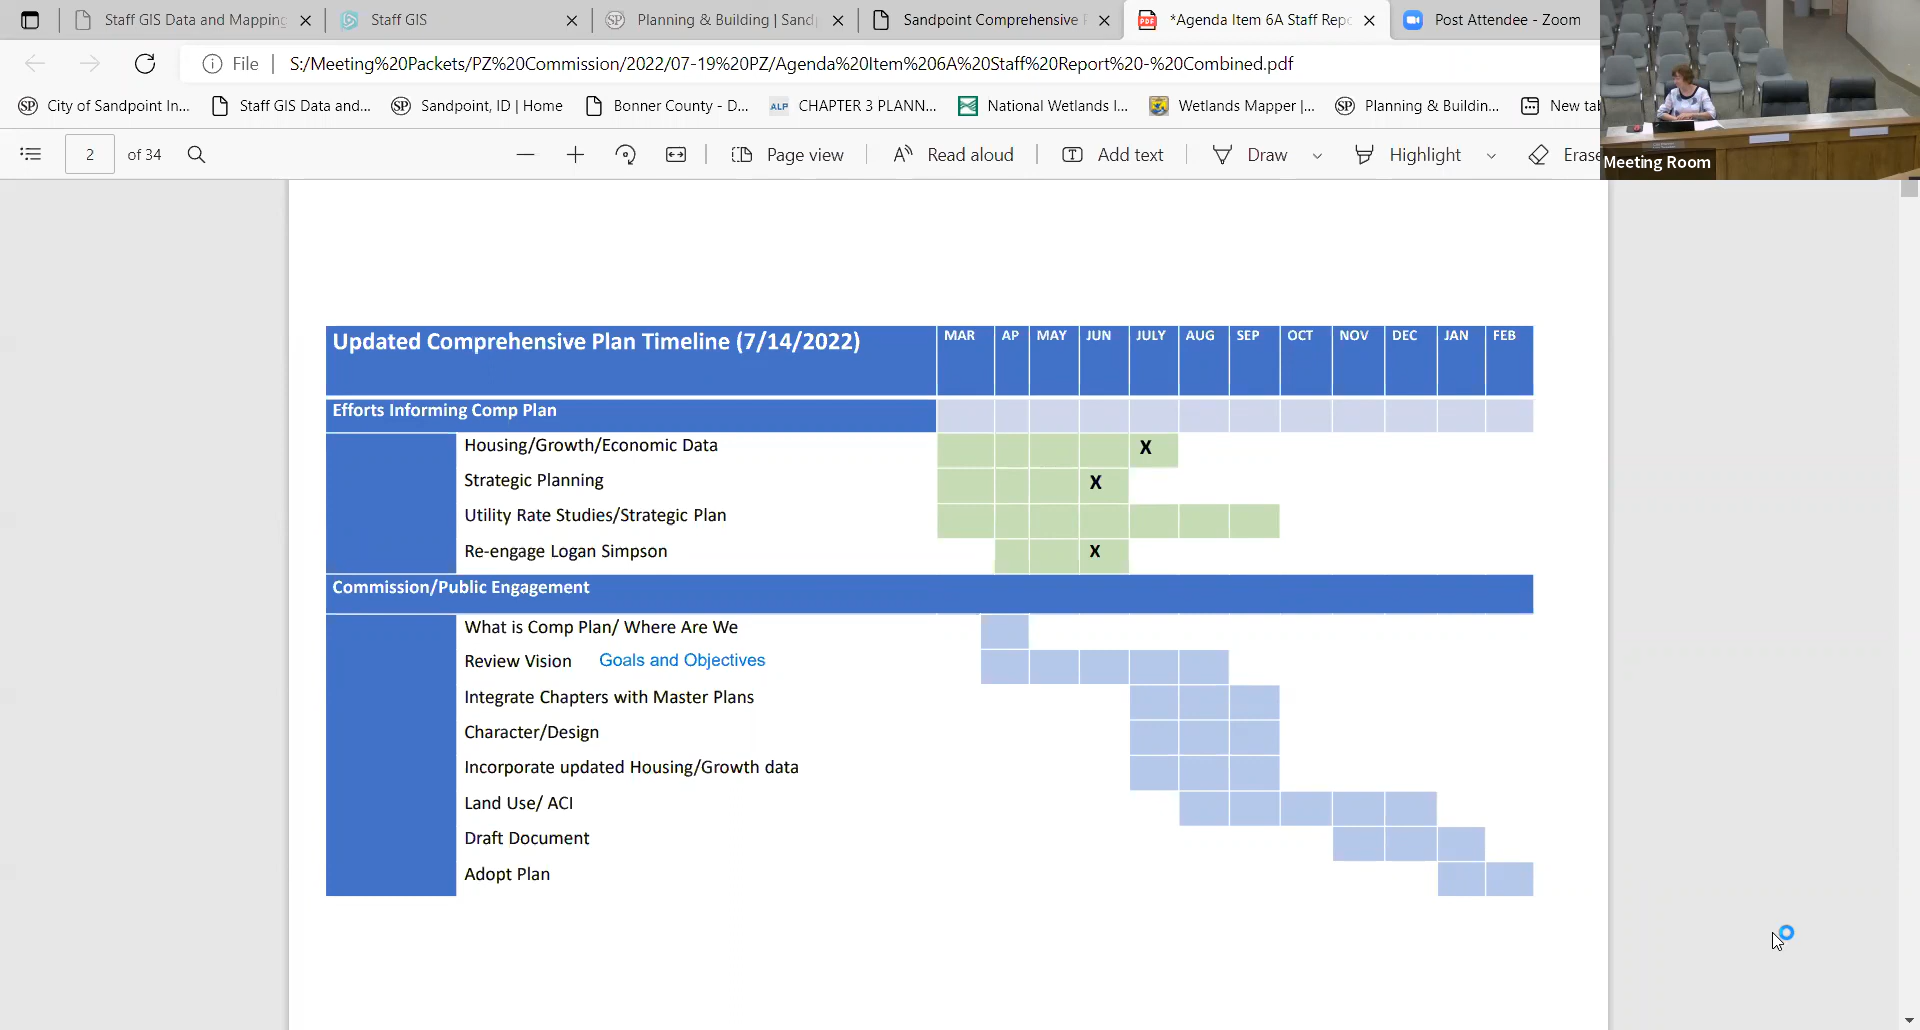 Staff GIS Data and Mapping
Staff GIS
Planning & Building | Sand
Sandpoint Comprehensive P
*Agenda Item 6A Staff Repo
Post Attendee - Zoom
File
S:/Meeting%20Packets/PZ%20Commission/2022/07-19%20PZ/Agenda%20Item%206A%20Staff%20Report%20-%20Combined.pdf
SP City of Sandpoint In...
Staff GIS Data and...
SP Sandpoint, ID | Home
Bonner County - D...
ALP CHAPTER 3 PLANN...
National Wetlands I...
Wetlands Mapper |...
SP Planning & Buildin...
New tab
2 of 34
Page view
Read aloud
Add text
Draw
Highlight
Erase
Meeting Room
Updated Comprehensive Plan Timeline (7/14/2022) MAR AP MAY JUN JULY AUG SEP OCT NOV DEC JAN FEB
Efforts Informing Comp Plan
Housing/Growth/Economic Data X
Strategic Planning X
Utility Rate Studies/Strategic Plan
Re-engage Logan Simpson X
Commission/Public Engagement
What is Comp Plan/ Where Are We
Review Vision Goals and Objectives
Integrate Chapters with Master Plans
Character/Design
Incorporate updated Housing/Growth data
Land Use/ ACI
Draft Document
Adopt Plan